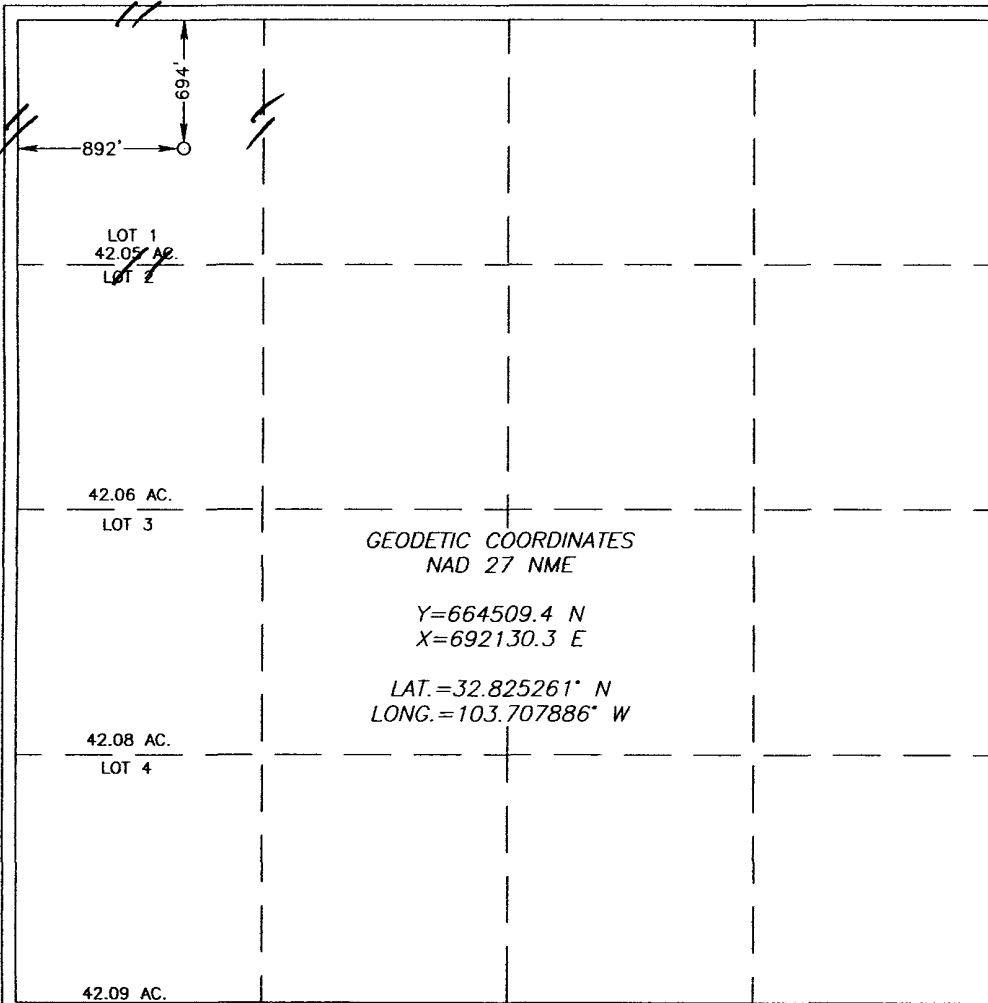 694'
892'
LOT 1
42.05 AC.
LOT 2
42.06 AC.
LOT 3
GEODETIC COORDINATES
NAD 27 NME
Y=664509.4 N
X=692130.3 E
LAT.=32.825261° N
LONG.=103.707886° W
42.08 AC.
LOT 4
42.09 AC.